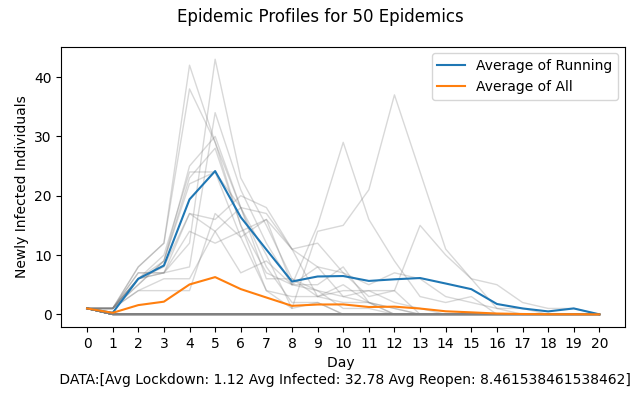 Epidemic Profiles for 50 Epidemics
Newly Infected Individuals
40
30
20
10
0
Average of Running
Average of All
0 1 2 3 4 5 6 7 8 9 10 11 12 13 14 15 16 17 18 19 20
Day
DATA:[Avg Lockdown: 1.12 Avg Infected: 32.78 Avg Reopen: 8.461538461538462]